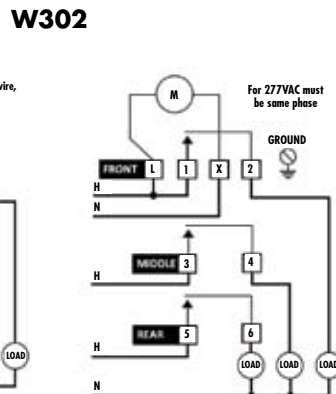 W302
wire,
M
For 277VAC must
be same phase
GROUND
FRONT L 1 X 2
H
N
MIDDLE 3 4
H
REAR 5 6
H
LOAD LOAD LOAD LOAD
N